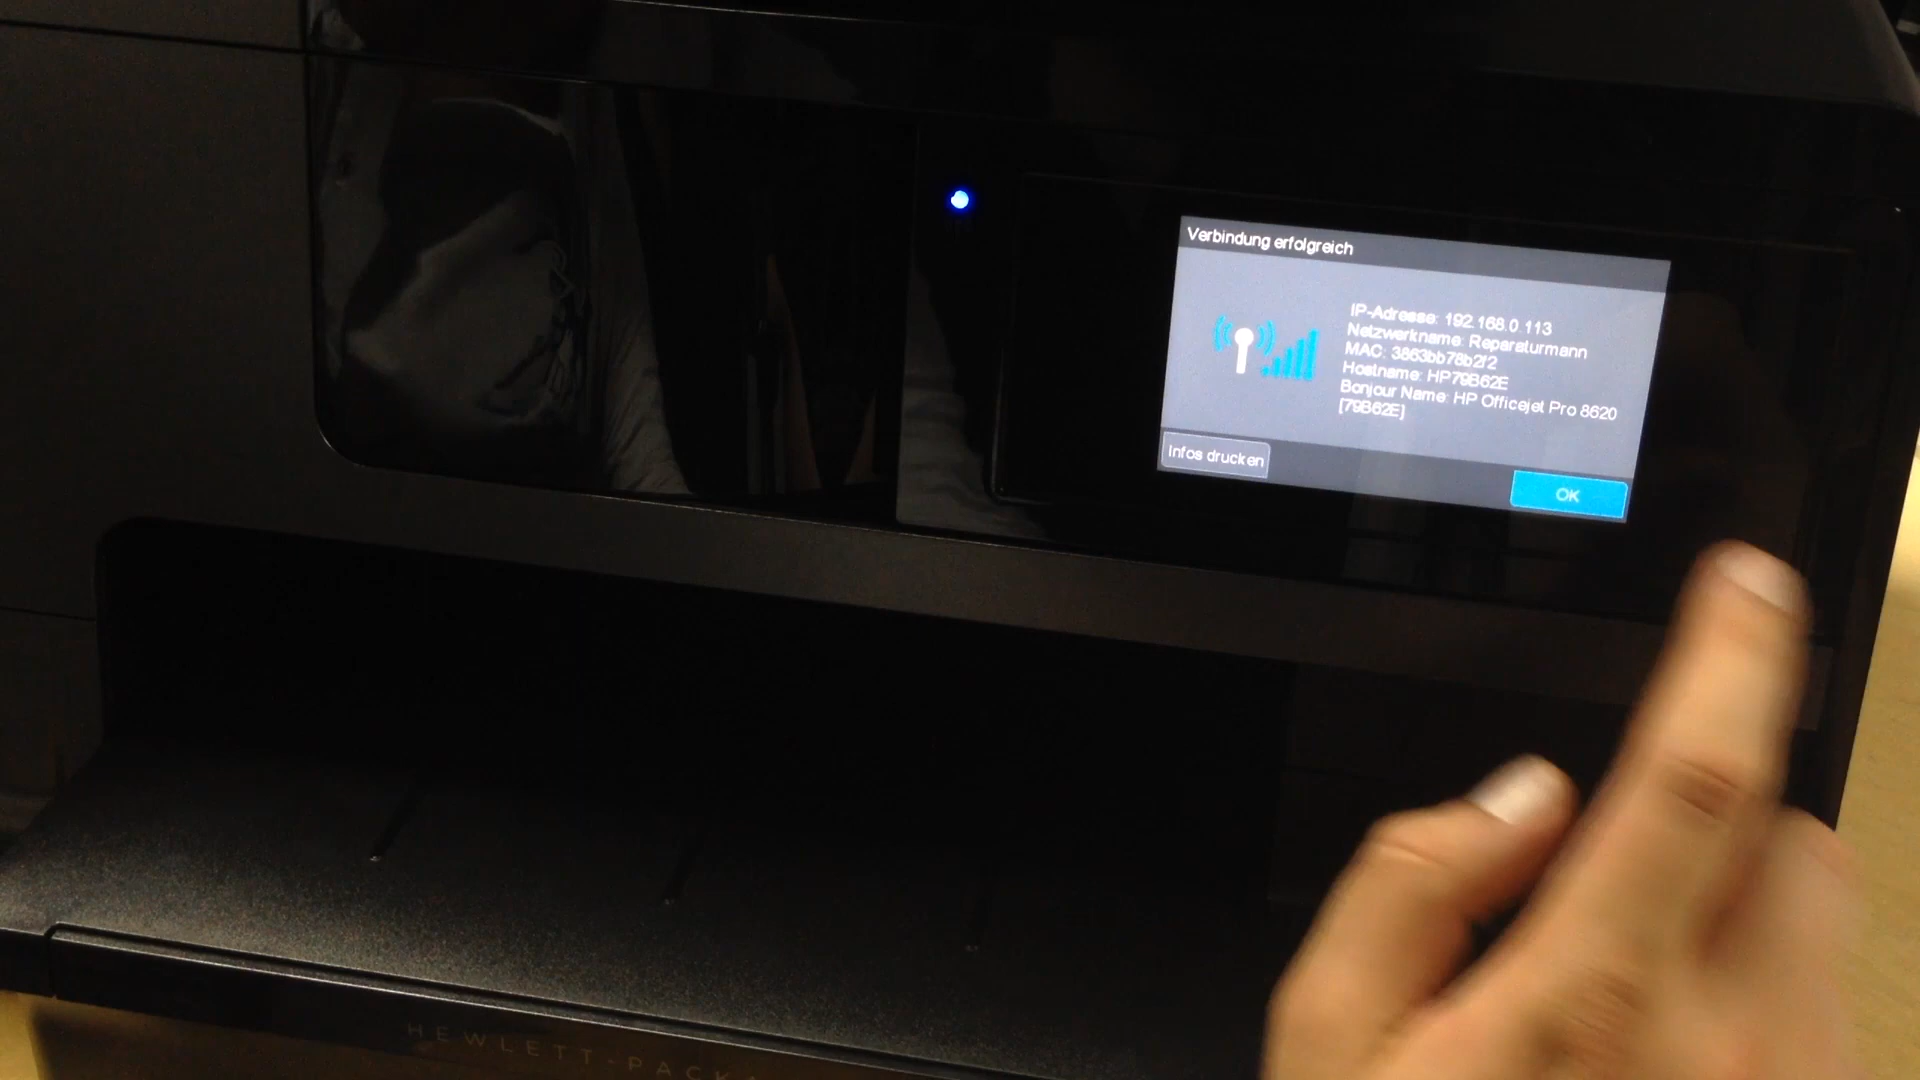 Verbindung erfolgreich
IP-Adresse: 192.168.0.113
Netzwerkname: Reparaturmann
MAC: 3863bb78b2f2
Hostname: HP79B62E
Bonjour Name: HP Officejet Pro 8620
[79B62E]
Infos drucken
OK
HEWLETT-PACK